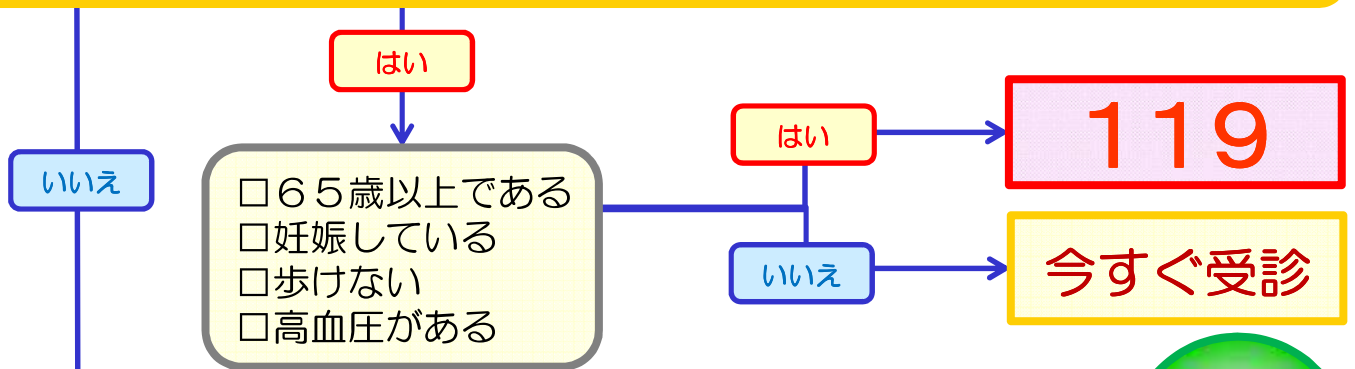 はい
はい
119
いいえ
□65歳以上である
□妊娠している
□歩けない
□高血圧がある
いいえ
今すぐ受診